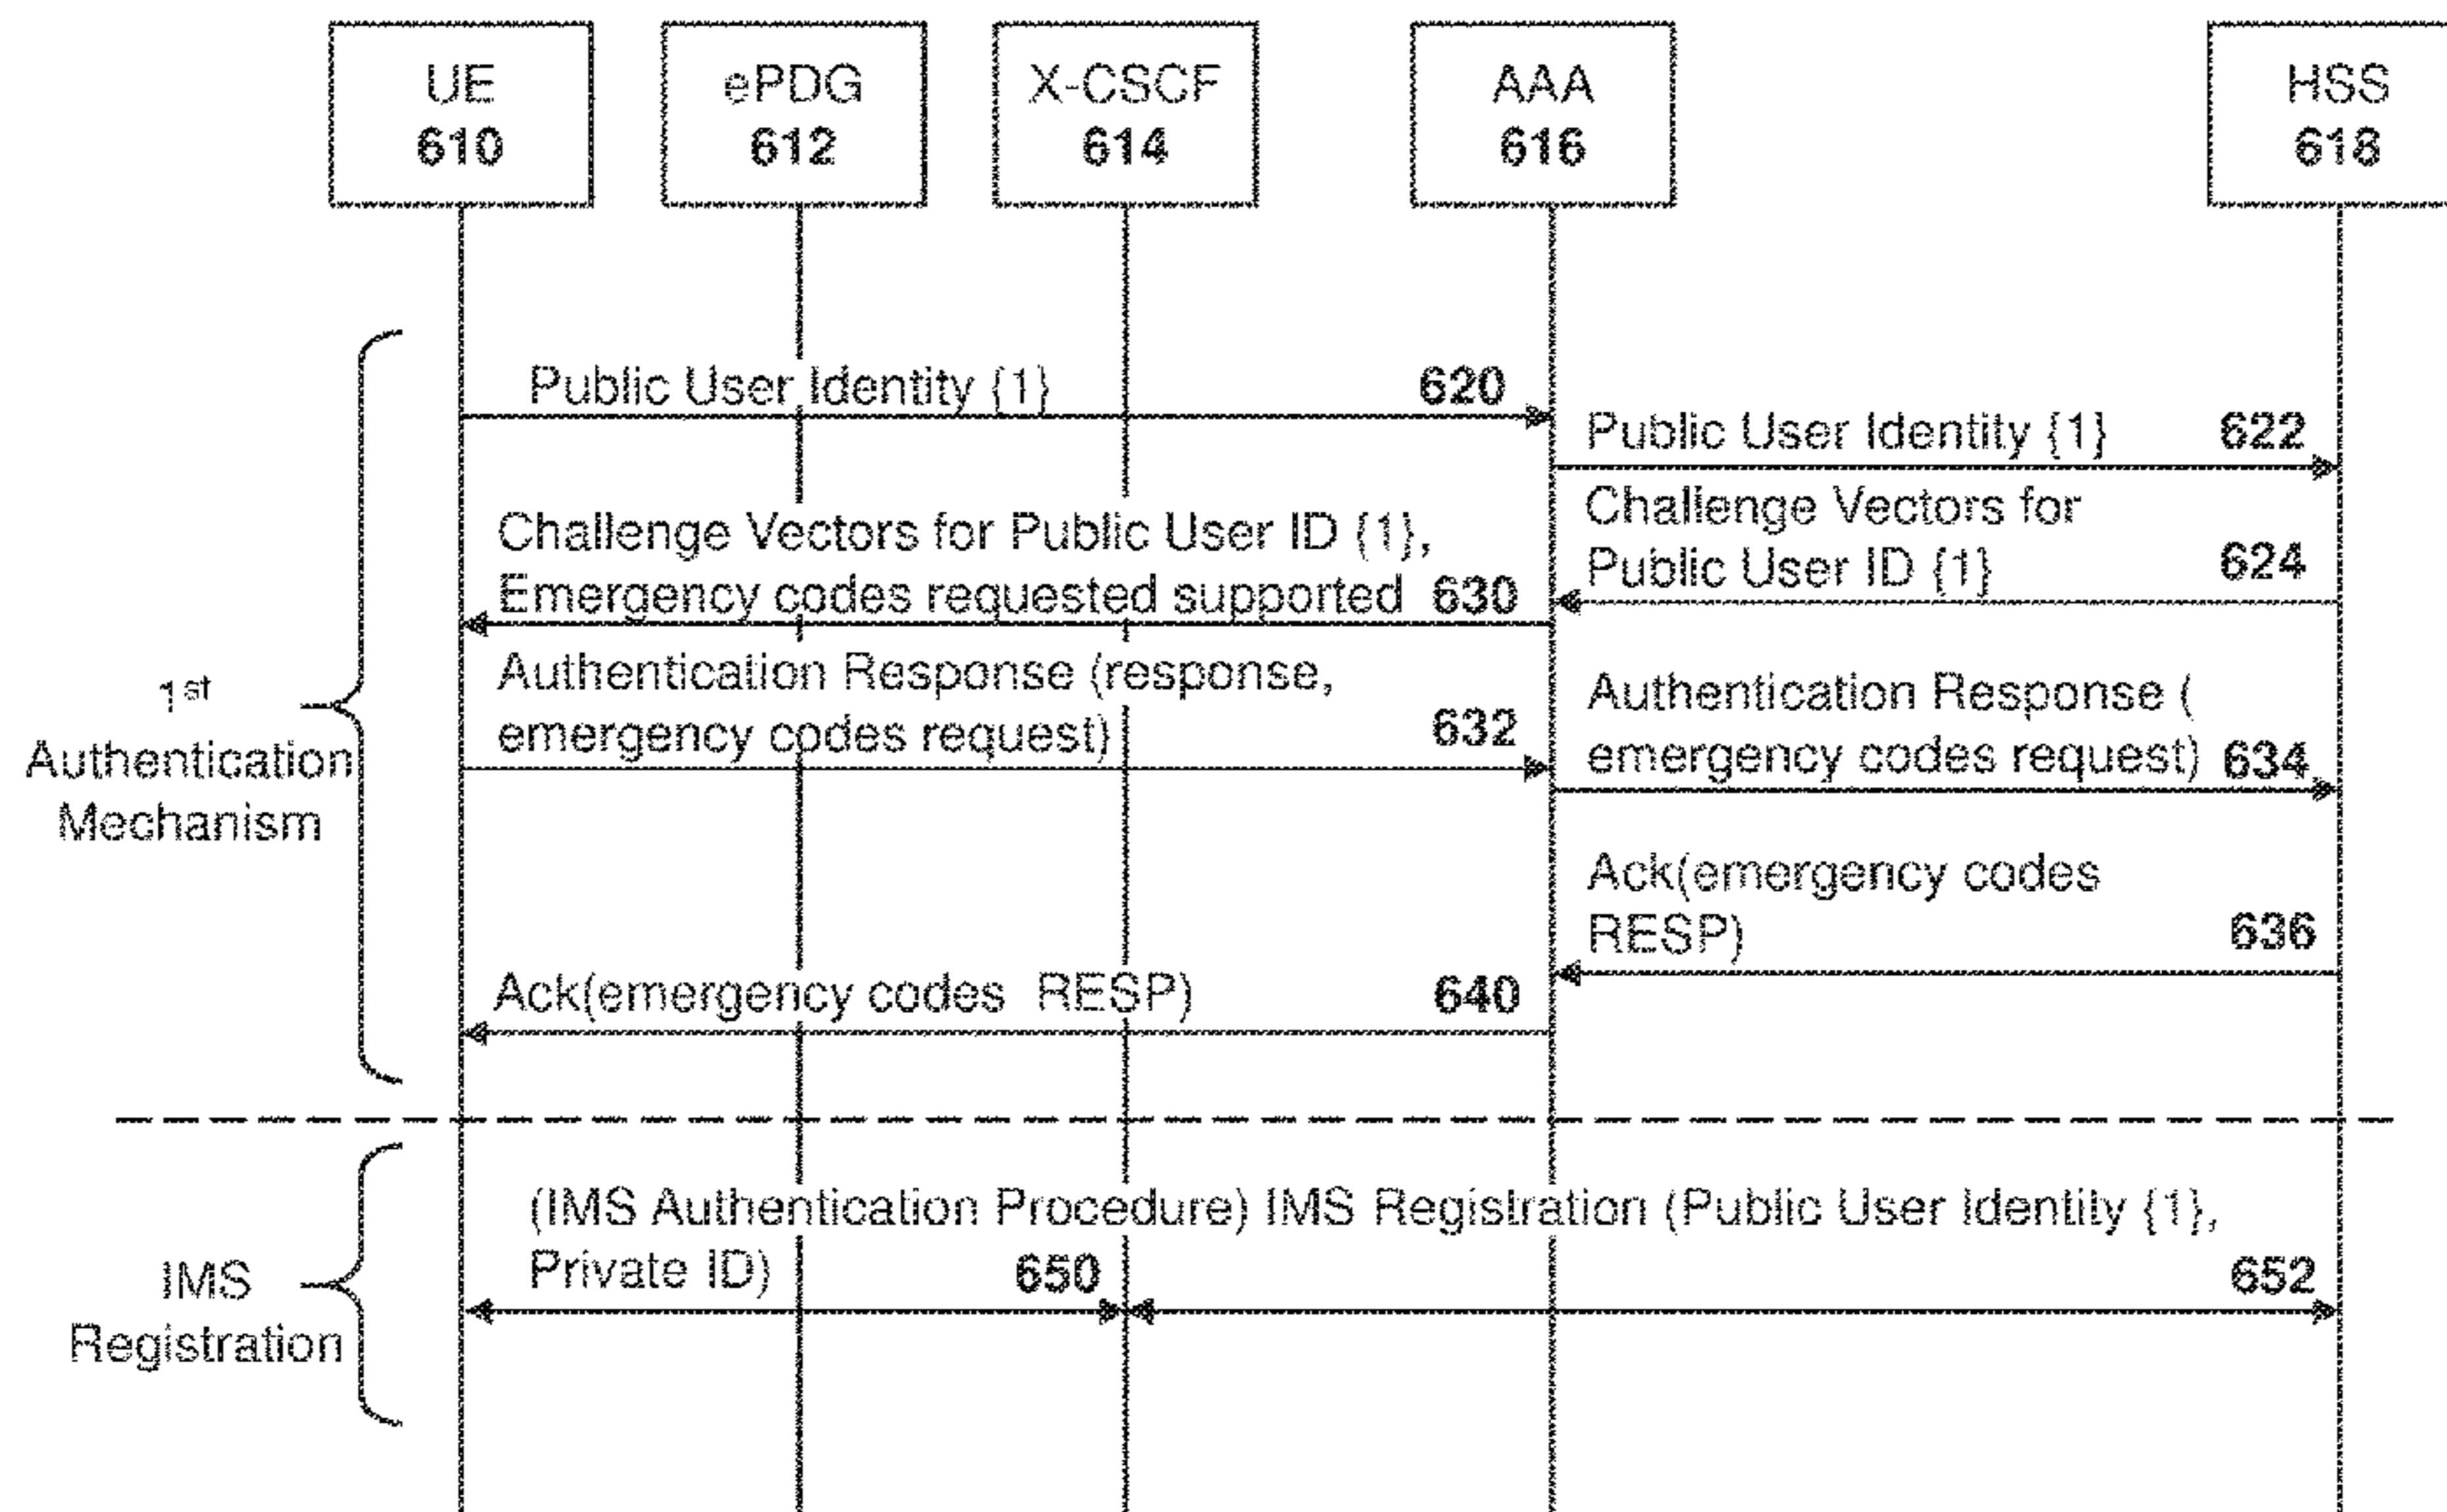 UE
610
ePDG
612
X-CSCF
614
AAA
616
HSS
618
Public User Identity {1}
620
Public User Identity {1}
622
Challenge Vectors for
Public User ID {1}
624
Challenge Vectors for Public User ID {1},
Emergency codes requested supported 630
Authentication Response (response,
emergency codes request)
632
Authentication Response (
emergency codes request) 634
Ack(emergency codes
RESP)
636
Ack(emergency codes RESP)
640
1st
Authentication
Mechanism
(IMS Authentication Procedure) IMS Registration (Public User Identity {1},
Private ID)
650
652
IMS
Registration